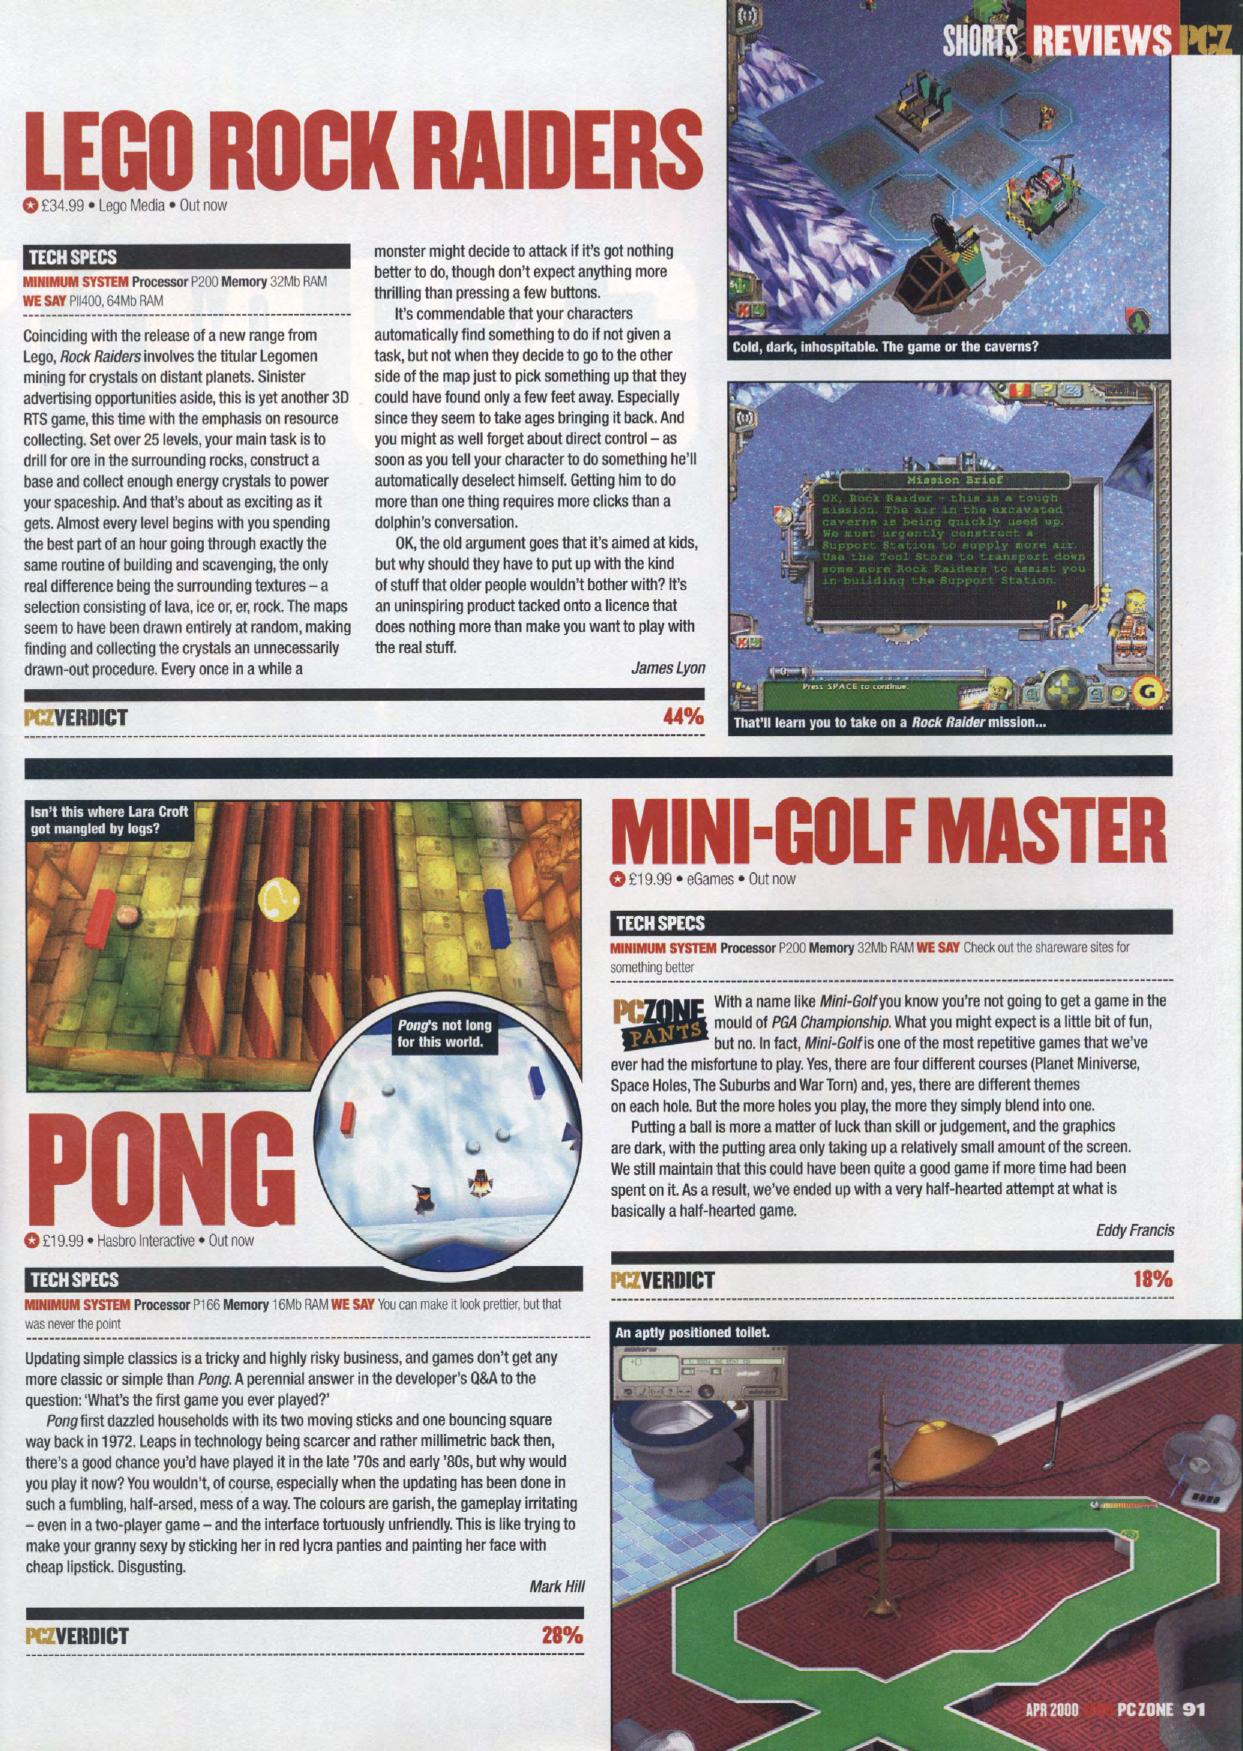 SHORTS REVIEWS PCZ
LEGO ROCK RAIDERS
£34.99 • Lego Media • Out now
TECH SPECS
MINIMUM SYSTEM Processor P200 Memory 32Mb RAM
WE SAY PII400, 64Mb RAM
Coinciding with the release of a new range from
Lego, Rock Raiders involves the titular Legomen
mining for crystals on distant planets. Sinister
advertising opportunities aside, this is yet another 3D
RTS game, this time with the emphasis on resource
collecting. Set over 25 levels, your main task is to
drill for ore in the surrounding rocks, construct a
base and collect enough energy crystals to power
your spaceship. And that's about as exciting as it
gets. Almost every level begins with you spending
the best part of an hour going through exactly the
same routine of building and scavenging, the only
real difference being the surrounding textures – a
selection consisting of lava, ice or, er, rock. The maps
seem to have been drawn entirely at random, making
finding and collecting the crystals an unnecessarily
drawn-out procedure. Every once in a while a
monster might decide to attack if it's got nothing
better to do, though don't expect anything more
thrilling than pressing a few buttons.
It's commendable that your characters
automatically find something to do if not given a
task, but not when they decide to go to the other
side of the map just to pick something up that they
could have found only a few feet away. Especially
since they seem to take ages bringing it back. And
you might as well forget about direct control – as
soon as you tell your character to do something he'll
automatically deselect himself. Getting him to do
more than one thing requires more clicks than a
dolphin's conversation.
OK, the old argument goes that it's aimed at kids,
but why should they have to put up with the kind
of stuff that older people wouldn't bother with? It's
an uninspiring product tacked onto a licence that
does nothing more than make you want to play with
the real stuff.
James Lyon
PCZVERDICT 44%
Cold, dark, inhospitable. The game or the caverns?
Mission Brief
OK, Rock Raider - this is a tough
mission. The air in the excavated
caverns is being quickly used up.
We must urgently construct a
Support Station to supply more air.
Use the Tool Store to transport down
some more Rock Raiders to assist you
in building the Support Station.
Press SPACE to continue.
G
That'll learn you to take on a Rock Raider mission...
Isn't this where Lara Croft
got mangled by logs?
Pong's not long
for this world.
PONG
£19.99 • Hasbro Interactive • Out now
TECH SPECS
MINIMUM SYSTEM Processor P166 Memory 16Mb RAM WE SAY You can make it look prettier, but that
was never the point
Updating simple classics is a tricky and highly risky business, and games don't get any
more classic or simple than Pong. A perennial answer in the developer's Q&A to the
question: 'What's the first game you ever played?'
Pong first dazzled households with its two moving sticks and one bouncing square
way back in 1972. Leaps in technology being scarcer and rather millimetric back then,
there's a good chance you'd have played it in the late '70s and early '80s, but why would
you play it now? You wouldn't, of course, especially when the updating has been done in
such a fumbling, half-arsed, mess of a way. The colours are garish, the gameplay irritating
– even in a two-player game – and the interface tortuously unfriendly. This is like trying to
make your granny sexy by sticking her in red lycra panties and painting her face with
cheap lipstick. Disgusting.
Mark Hill
PCZVERDICT 28%
MINI-GOLF MASTER
£19.99 • eGames • Out now
TECH SPECS
MINIMUM SYSTEM Processor P200 Memory 32Mb RAM WE SAY Check out the shareware sites for
something better
PCZONE
PANTS
With a name like Mini-Golf you know you're not going to get a game in the
mould of PGA Championship. What you might expect is a little bit of fun,
but no. In fact, Mini-Golf is one of the most repetitive games that we've
ever had the misfortune to play. Yes, there are four different courses (Planet Miniverse,
Space Holes, The Suburbs and War Torn) and, yes, there are different themes
on each hole. But the more holes you play, the more they simply blend into one.
Putting a ball is more a matter of luck than skill or judgement, and the graphics
are dark, with the putting area only taking up a relatively small amount of the screen.
We still maintain that this could have been quite a good game if more time had been
spent on it. As a result, we've ended up with a very half-hearted attempt at what is
basically a half-hearted game.
Eddy Francis
PCZVERDICT 18%
An aptly positioned toilet.
APR 2000 PCZONE 91